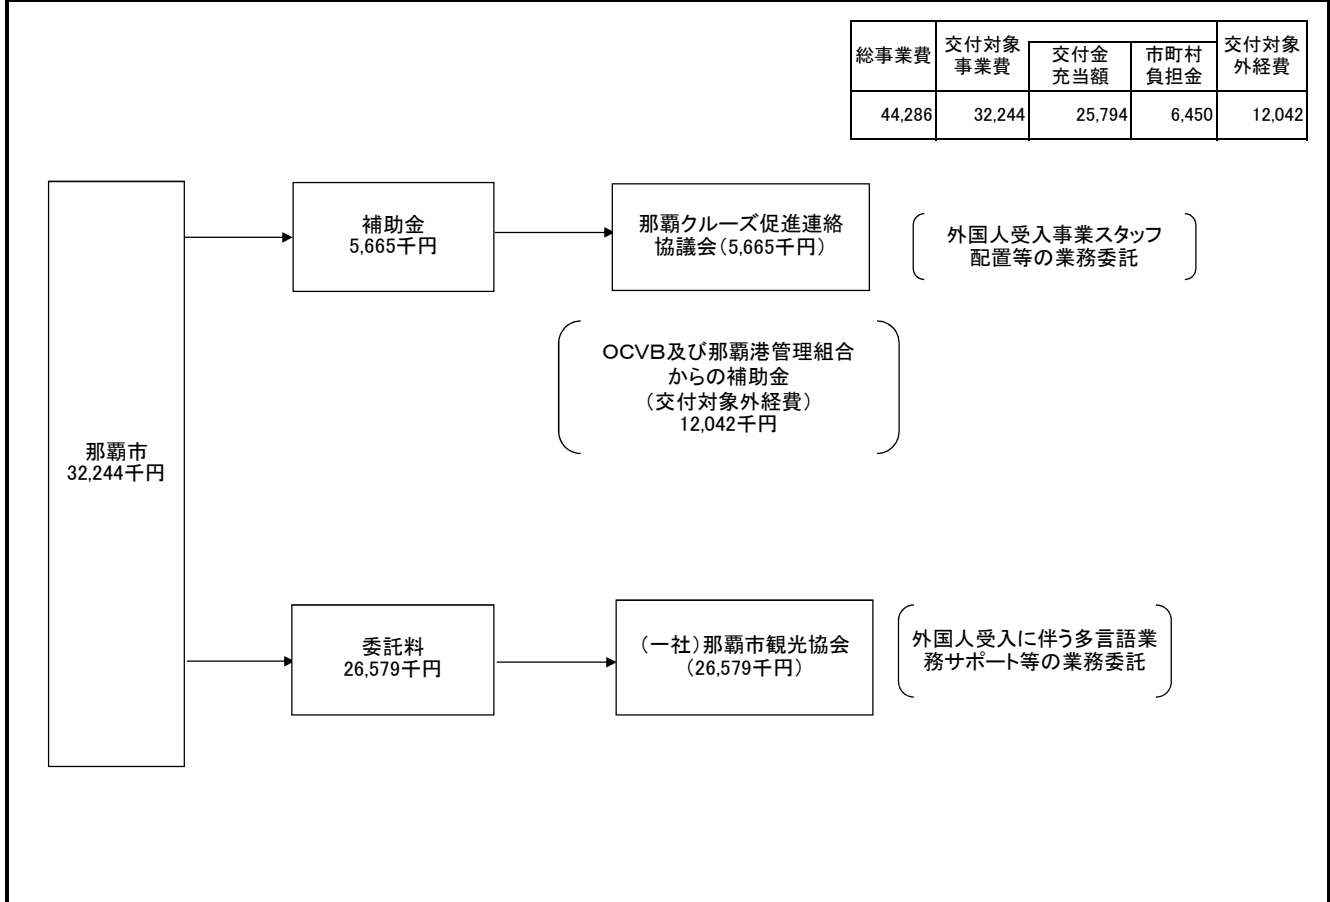 総事業費
交付対象
事業費
交付金
充当額
市町村
負担金
交付対象
外経費
44,286
32,244
25,794
6,450
12,042
那覇市
32,244千円
補助金
5,665千円
那覇クルーズ促進連絡
協議会(5,665千円)
外国人受入事業スタッフ
配置等の業務委託
OCVB及び那覇港管理組合
からの補助金
(交付対象外経費)
12,042千円
委託料
26,579千円
(一社)那覇市観光協会
(26,579千円)
外国人受入に伴う多言語業
務サポート等の業務委託